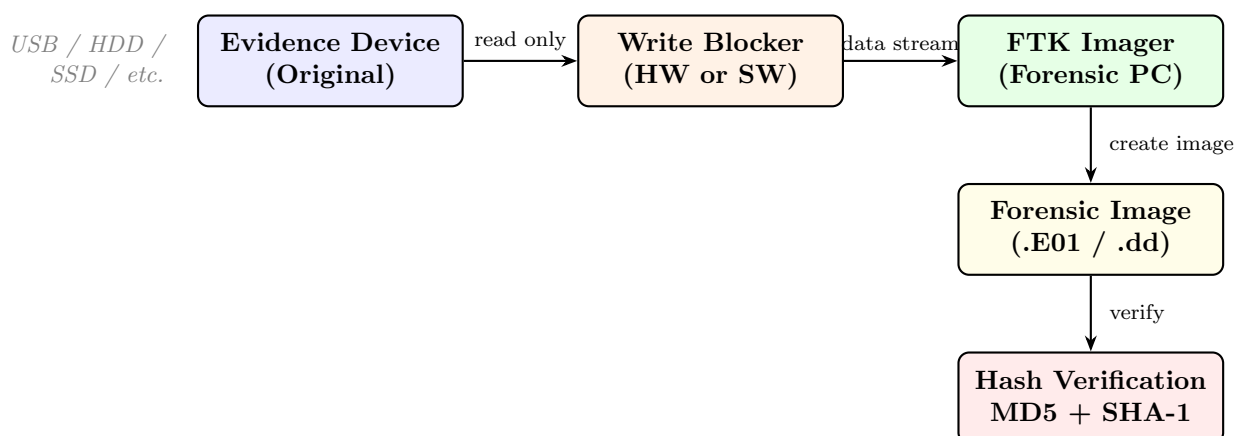 USB / HDD /
SSD / etc.
Evidence Device
(Original)
read only
Write Blocker
(HW or SW)
data stream
FTK Imager
(Forensic PC)
create image
Forensic Image
(.E01 / .dd)
verify
Hash Verification
MD5 + SHA-1